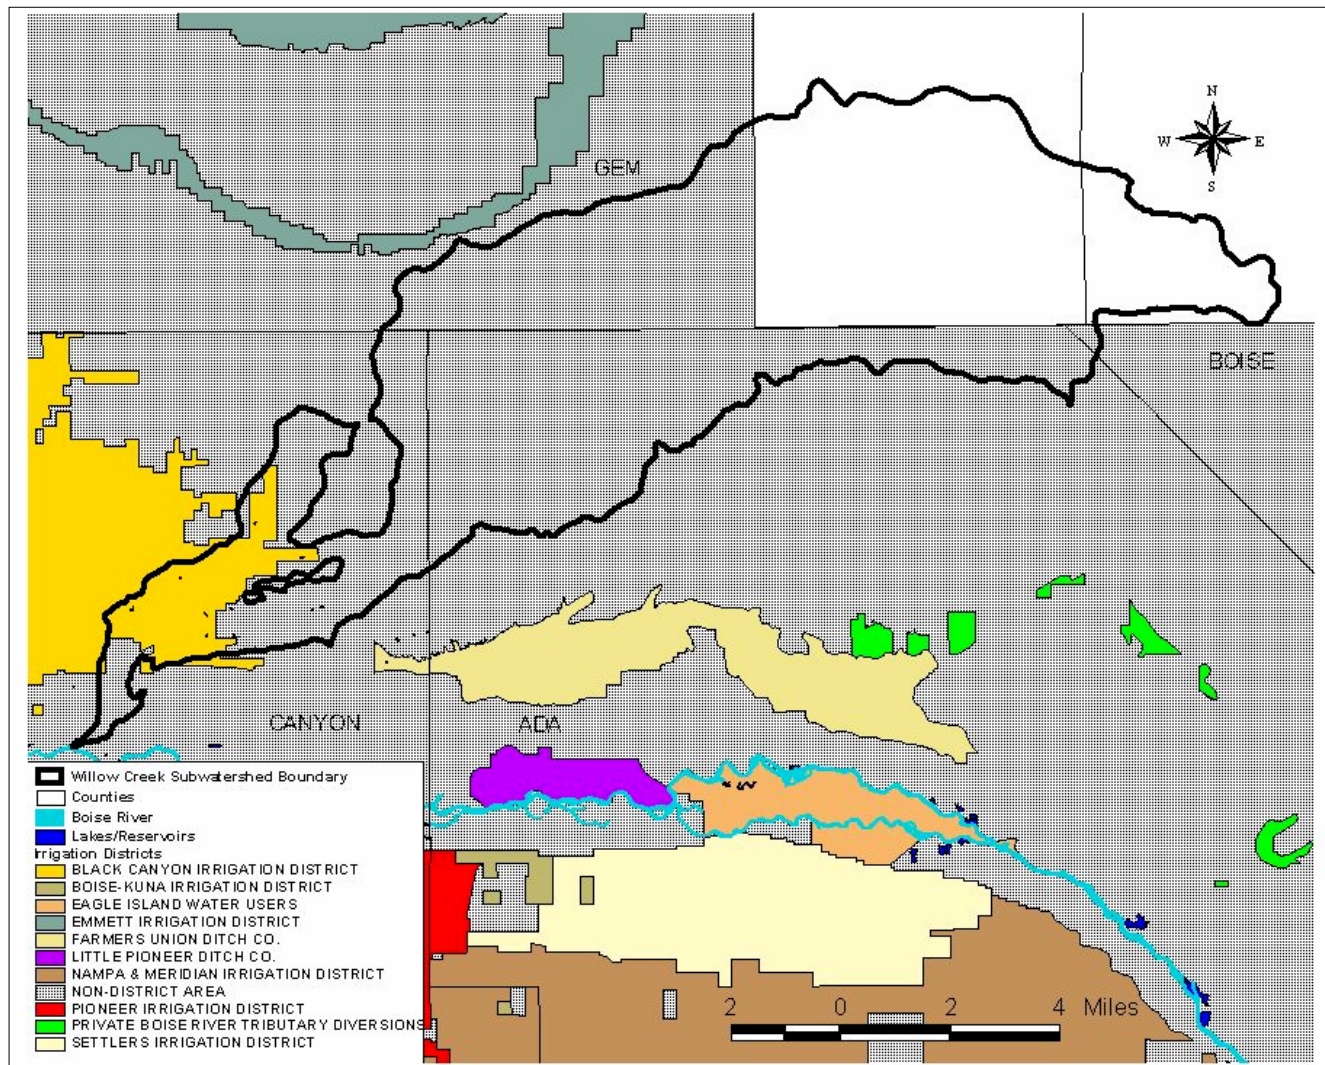 N
GEM
W E
S
BOISE
CANYON
ADA
Willow Creek Subwatershed Boundary
Counties
Boise River
Lakes/Reservoirs
Irrigation Districts
BLACK CANYON IRRIGATION DISTRICT
BOISE-KUNA IRRIGATION DISTRICT
EAGLE ISLAND WATER USERS
EMMETT IRRIGATION DISTRICT
FARMERS UNION DITCH CO.
LITTLE PIONEER DITCH CO.
NAMPA & MERIDIAN IRRIGATION DISTRICT
NON-DISTRICT AREA
PIONEER IRRIGATION DISTRICT
PRIVATE BOISE RIVER TRIBUTARY DIVERSIONS
SETTLERS IRRIGATION DISTRICT
2 0 2 4 Miles